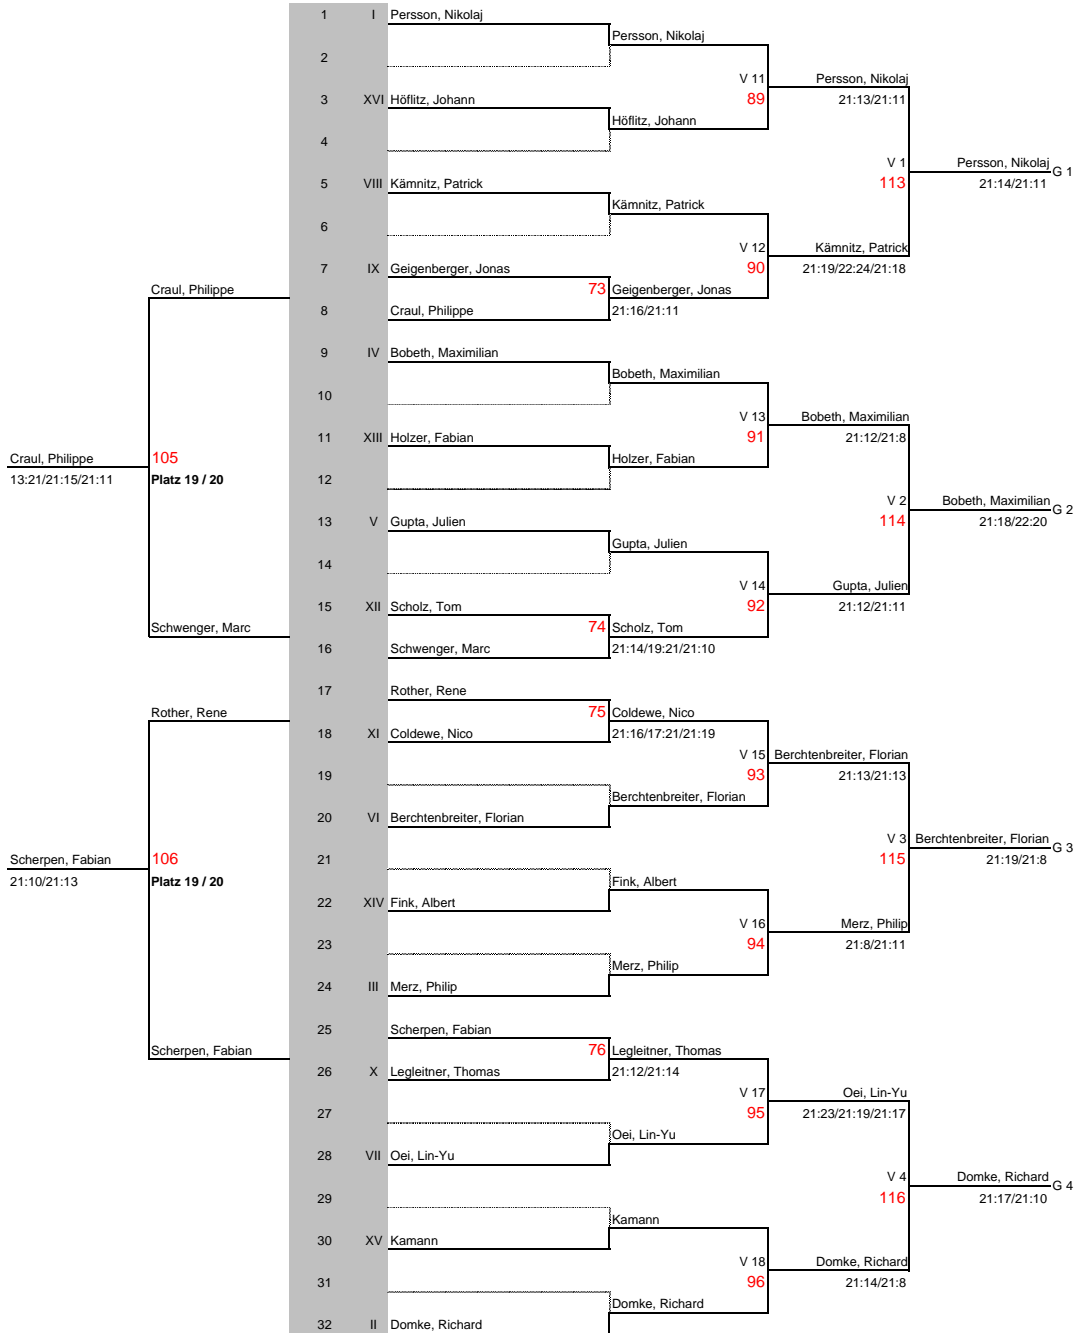 1 I Persson, Nikolaj
Persson, Nikolaj
2
V 11 Persson, Nikolaj
3 XVI Höflitz, Johann 89 21:13/21:11
Höflitz, Johann
4
V 1 Persson, Nikolaj G 1
5 VIII Kämnitz, Patrick 113 21:14/21:11
Kämnitz, Patrick
6
V 12 Kämnitz, Patrick
7 IX Geigenberger, Jonas 90 21:19/22:24/21:18
Craul, Philippe 73 Geigenberger, Jonas
8 Craul, Philippe 21:16/21:11
9 IV Bobeth, Maximilian
Bobeth, Maximilian
10
V 13 Bobeth, Maximilian
11 XIII Holzer, Fabian 91 21:12/21:8
Craul, Philippe 105 Holzer, Fabian
13:21/21:15/21:11 Platz 19 / 20 12
V 2 Bobeth, Maximilian G 2
13 V Gupta, Julien 114 21:18/22:20
Gupta, Julien
14
V 14 Gupta, Julien
15 XII Scholz, Tom 92 21:12/21:11
Schwenger, Marc 74 Scholz, Tom
16 Schwenger, Marc 21:14/19:21/21:10
17 Rother, Rene
Rother, Rene 75 Coldewe, Nico
18 XI Coldewe, Nico 21:16/17:21/21:19
V 15 Berchtenbreiter, Florian
19 93 21:13/21:13
Berchtenbreiter, Florian
20 VI Berchtenbreiter, Florian
V 3 Berchtenbreiter, Florian G 3
Scherpen, Fabian 106 21 115 21:19/21:8
21:10/21:13 Platz 19 / 20 Fink, Albert
22 XIV Fink, Albert
V 16 Merz, Philip
23 94 21:8/21:11
Merz, Philip
24 III Merz, Philip
25 Scherpen, Fabian
Scherpen, Fabian 76 Legleitner, Thomas
26 X Legleitner, Thomas 21:12/21:14
V 17 Oei, Lin-Yu
27 95 21:23/21:19/21:17
Oei, Lin-Yu
28 VII Oei, Lin-Yu
V 4 Domke, Richard G 4
29 116 21:17/21:10
Kamann
30 XV Kamann
V 18 Domke, Richard
31 96 21:14/21:8
Domke, Richard
32 II Domke, Richard